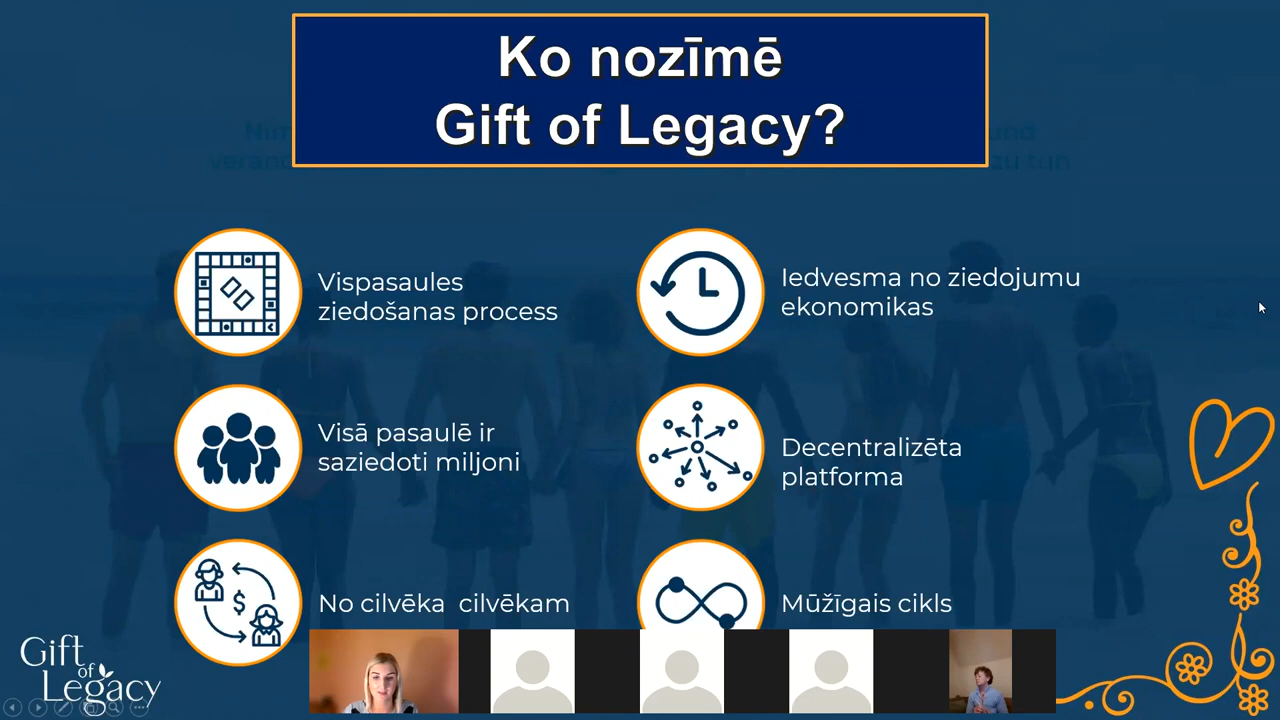 Ko nozīmē
Gift of Legacy?
Vispasaules
ziedošanas process
Iedvesma no ziedojumu
ekonomikas
Visā pasaulē ir
saziedoti miljoni
Decentralizēta
platforma
$
No cilvēka cilvēkam
Mūžīgais cikls
Gift
of
Legacy